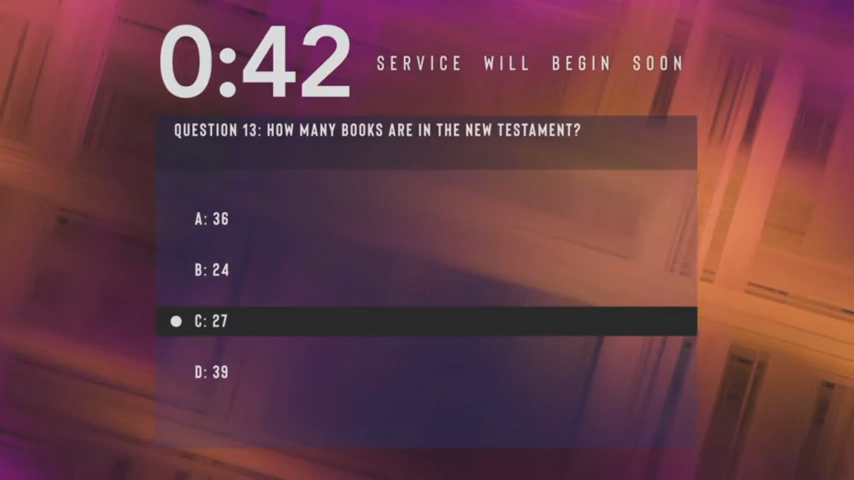 0:42 SERVICE WILL BEGIN SOON
QUESTION 13: HOW MANY BOOKS ARE IN THE NEW TESTAMENT?
A: 36
B: 24
C: 27
D: 39